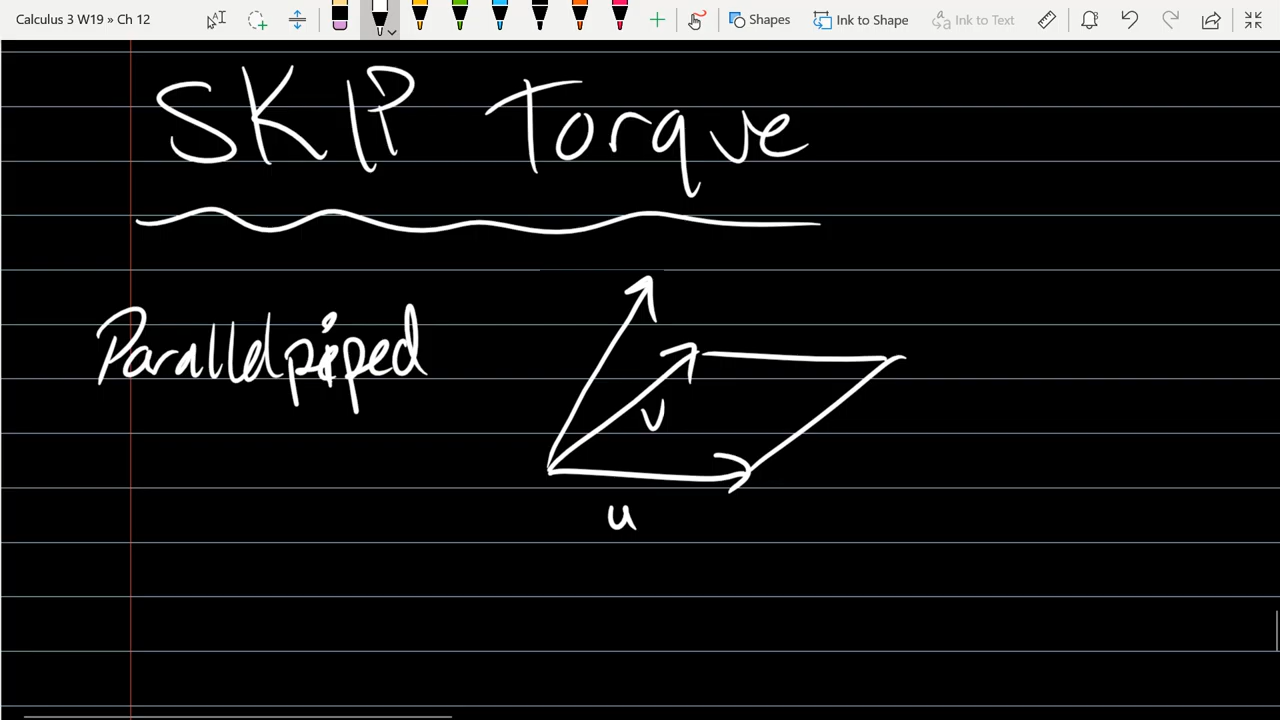 Calculus 3 W19 » Ch 12
Shapes
Ink to Shape
Ink to Text
SKIP Torque
Parallelpiped
v
u